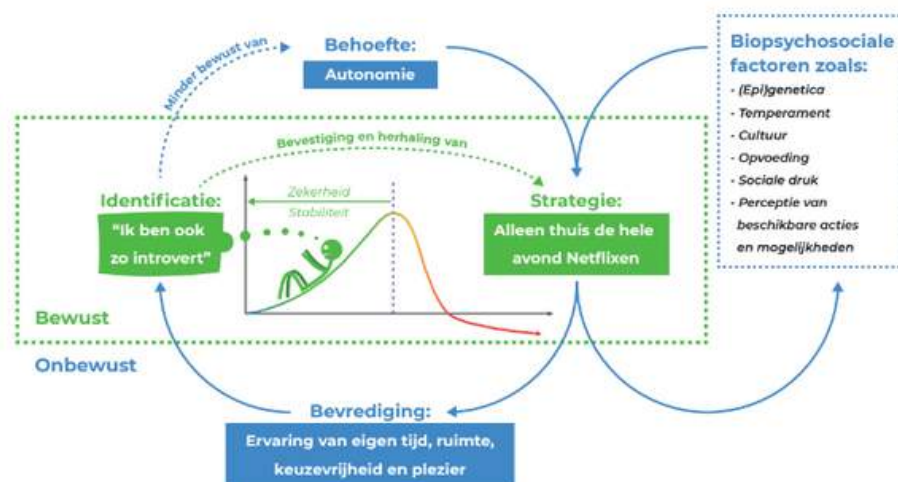 Minder bewust van
Behoefte:
Autonomie
Biopsychosociale
factoren zoals:
- (Epi)genetica
- Temperament
- Cultuur
- Opvoeding
- Sociale druk
- Perceptie van
beschikbare acties
en mogelijkheden
Bevestiging en herhaling van
Identificatie:
"Ik ben ook
zo introvert"
Zekerheid
Stabiliteit
Strategie:
Alleen thuis de hele
avond Netflixen
Bewust
Onbewust
Bevrediging:
Ervaring van eigen tijd, ruimte,
keuzevrijheid en plezier